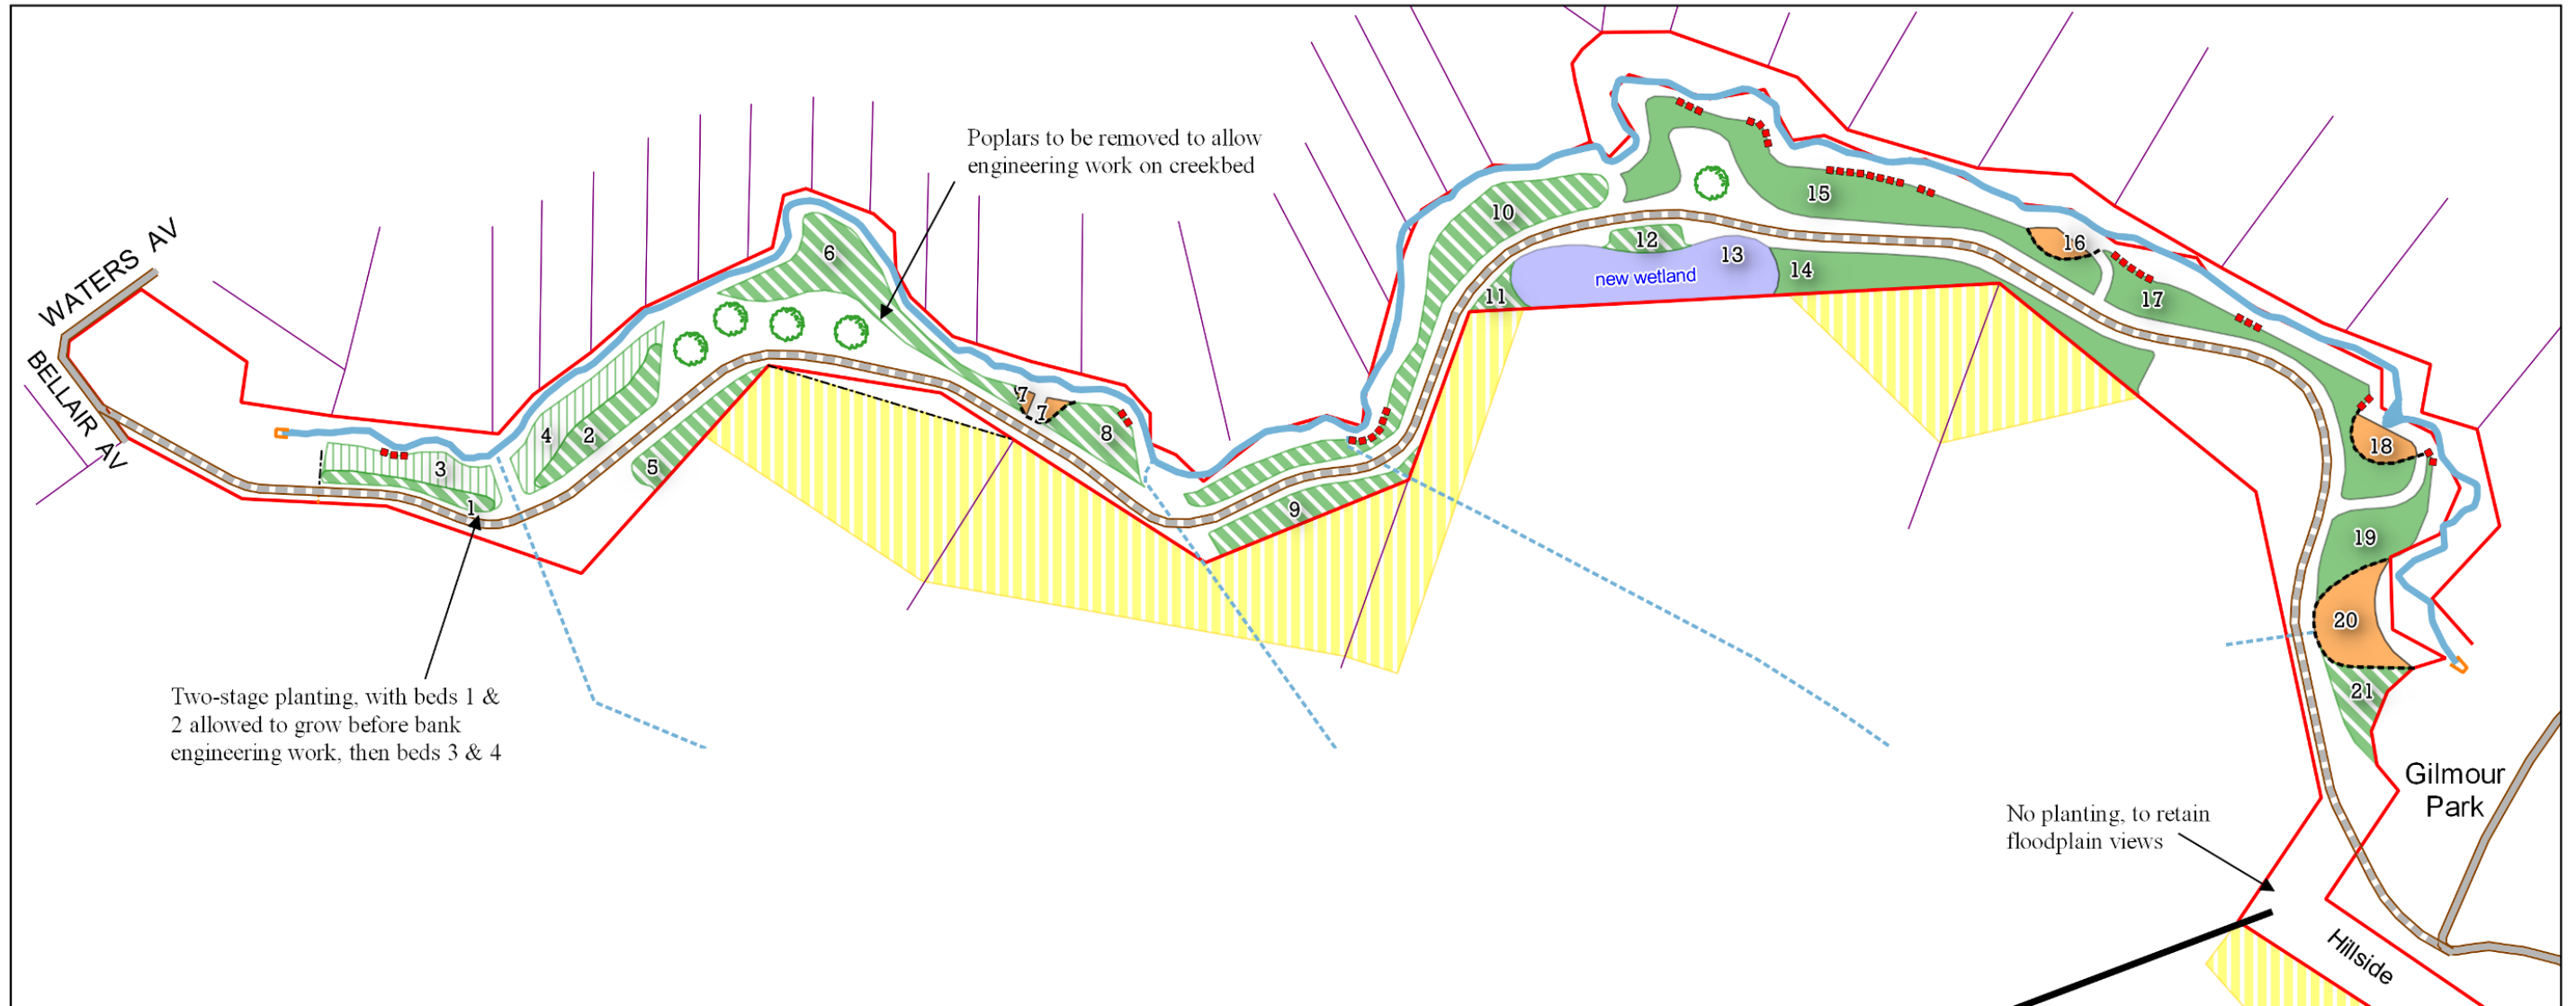 Poplars to be removed to allow
engineering work on creekbed
WATERS AV
BELLAIR AV
6
10
12
13
new wetland
11
14
15
16
17
4
2
3
1
5
7
7
8
9
18
19
20
21
Two-stage planting, with beds 1 &
2 allowed to grow before bank
engineering work, then beds 3 & 4
Gilmour
Park
No planting, to retain
floodplain views
Hillside